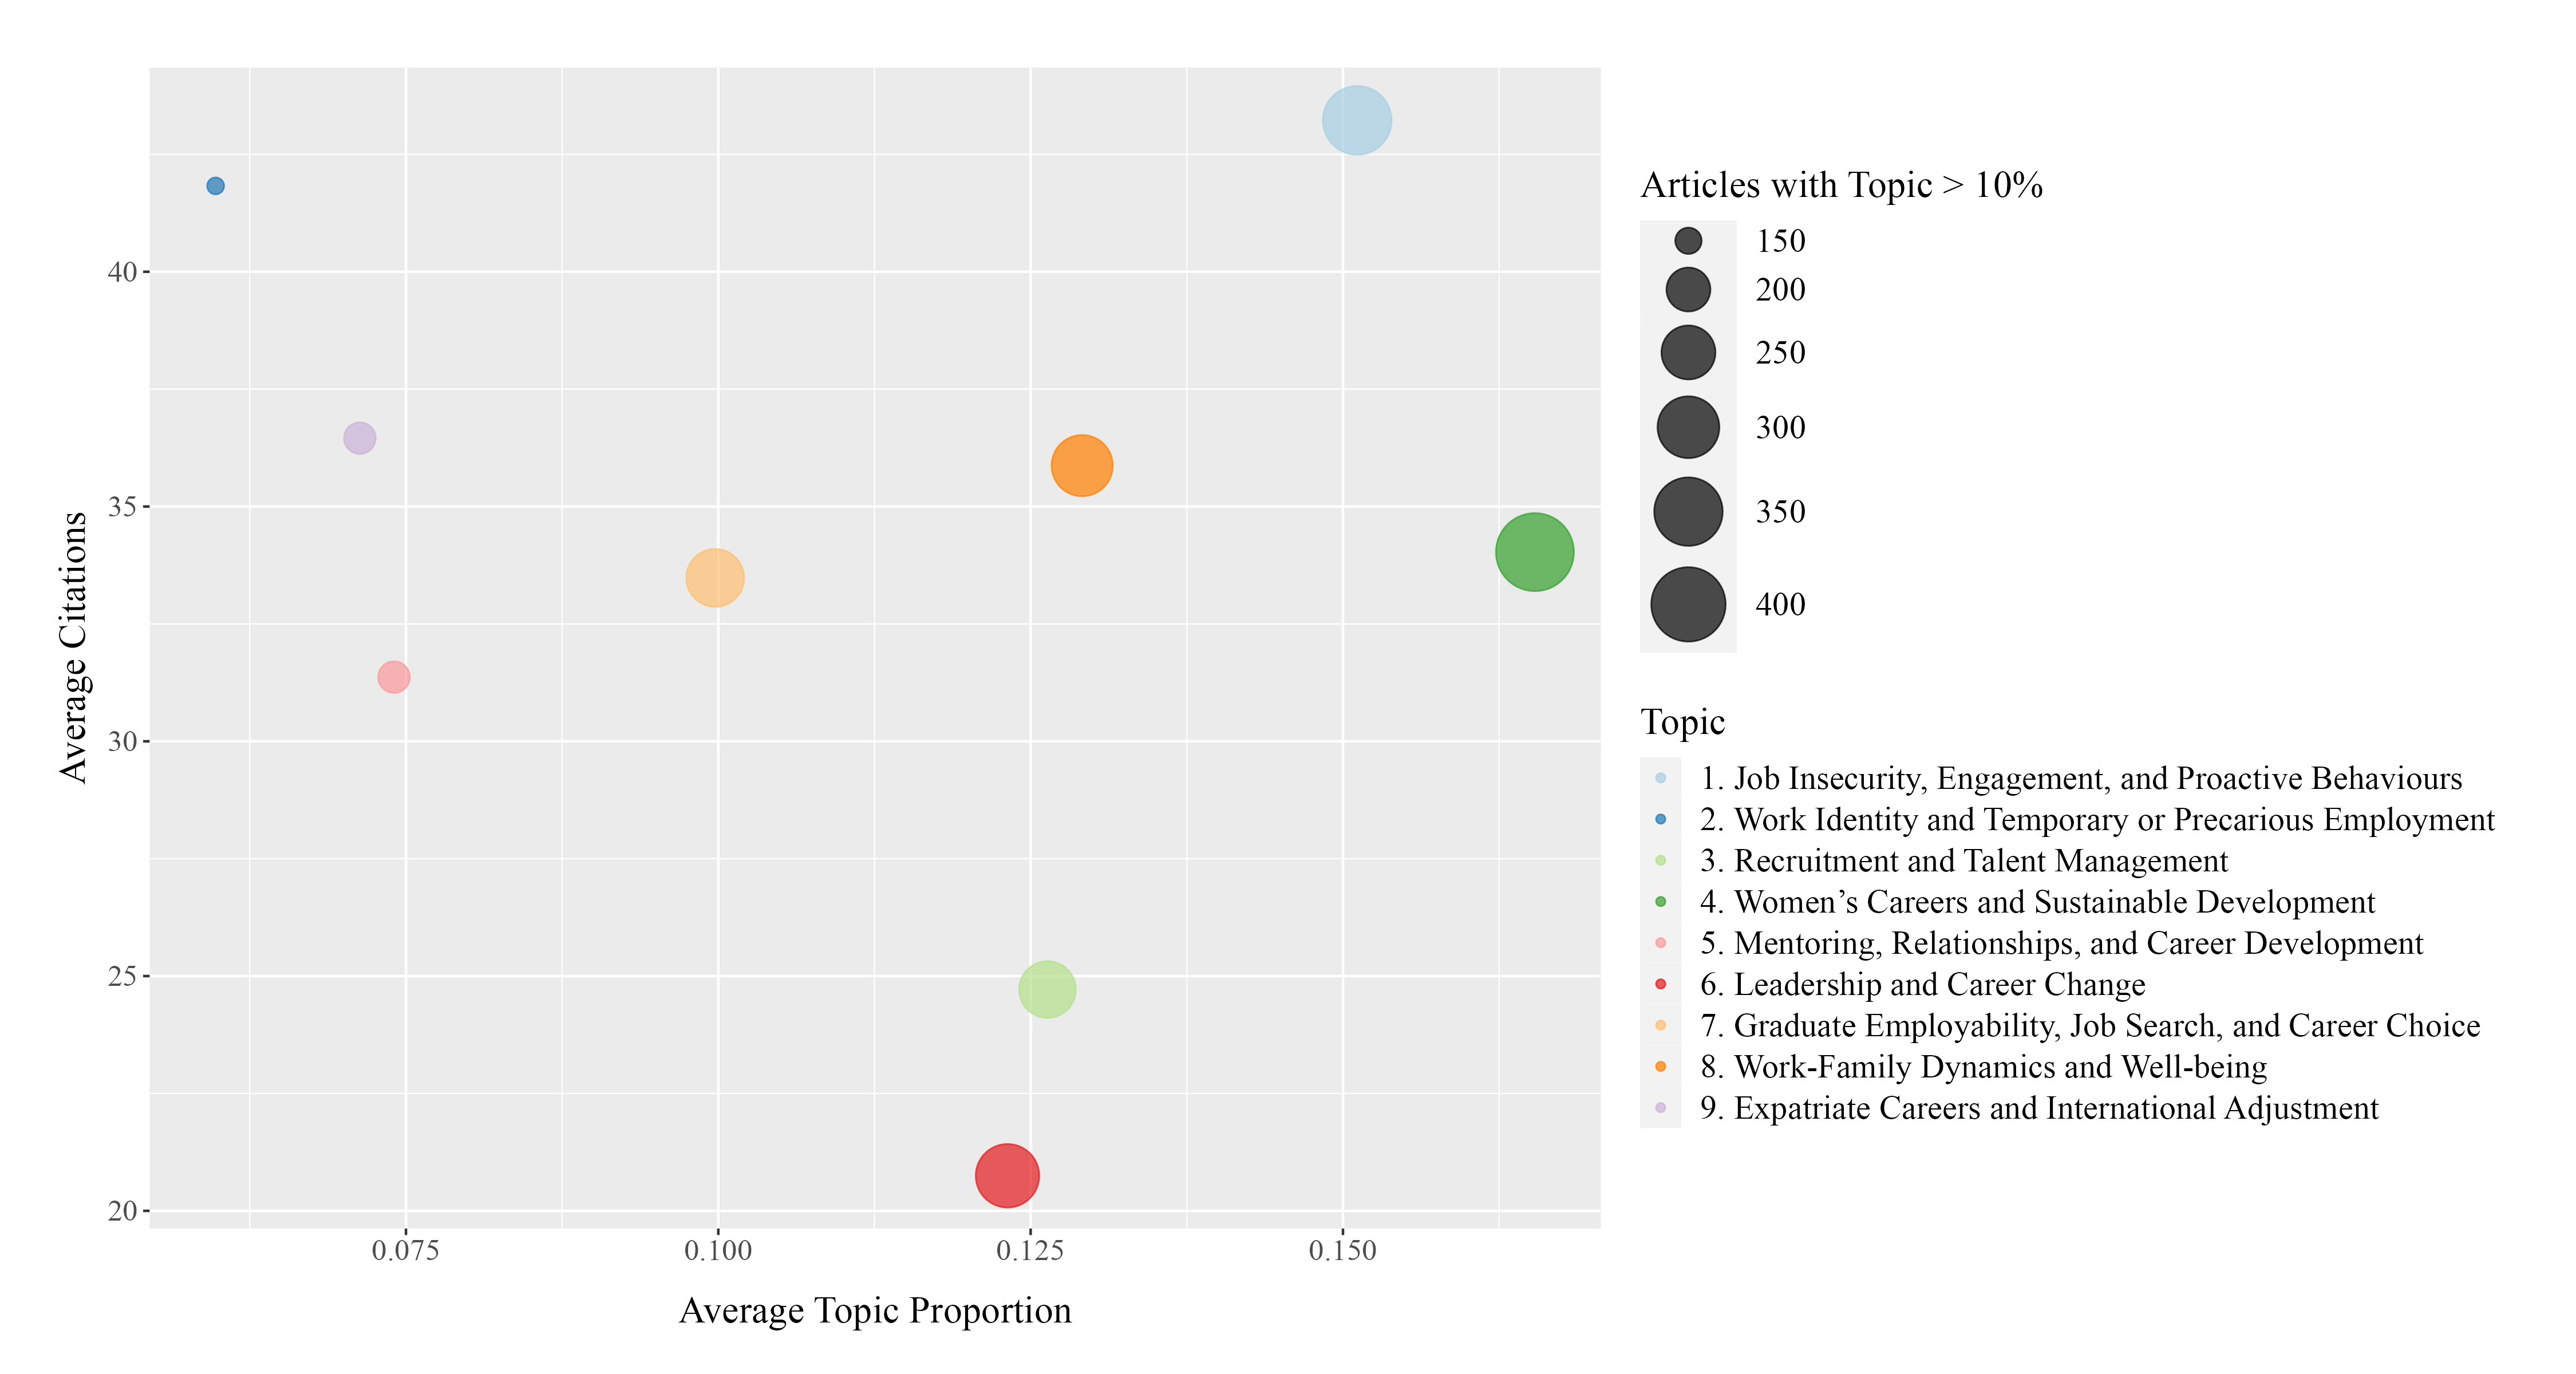 40
35
30
25
20
Average Citations
0.075
0.100
0.125
0.150
Average Topic Proportion
Articles with Topic > 10%
150
200
250
300
350
400
Topic
1. Job Insecurity, Engagement, and Proactive Behaviours
2. Work Identity and Temporary or Precarious Employment
3. Recruitment and Talent Management
4. Women’s Careers and Sustainable Development
5. Mentoring, Relationships, and Career Development
6. Leadership and Career Change
7. Graduate Employability, Job Search, and Career Choice
8. Work-Family Dynamics and Well-being
9. Expatriate Careers and International Adjustment